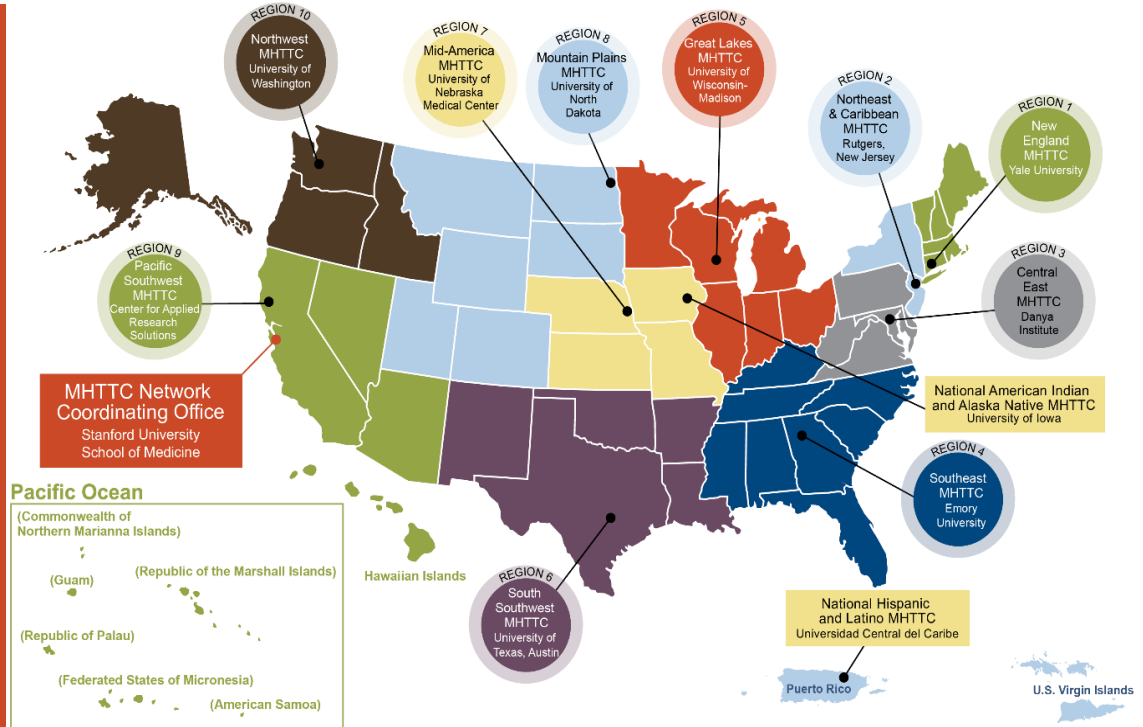 REGION 10
Northwest
MHTTC
University of
Washington
REGION 7
Mid-America
MHTTC
University of
Nebraska
Medical Center
REGION 8
Mountain Plains
MHTTC
University of
North
Dakota
REGION 5
Great Lakes
MHTTC
University of
Wisconsin-
Madison
REGION 2
Northeast
& Caribbean
MHTTC
Rutgers,
New Jersey
REGION 1
New
England
MHTTC
Yale University
REGION 9
Pacific
Southwest
MHTTC
Center for Applied
Research
Solutions
REGION 3
Central
East
MHTTC
Danya
Institute
MHTTC Network
Coordinating Office
Stanford University
School of Medicine
National American Indian
and Alaska Native MHTTC
University of Iowa
REGION 4
Southeast
MHTTC
Emory
University
Pacific Ocean
(Commonwealth of
Northern Marianna Islands)
(Guam)
(Republic of the Marshall Islands)
(Republic of Palau)
(Federated States of Micronesia)
(American Samoa)
Hawaiian Islands
REGION 6
South
Southwest
MHTTC
University of
Texas, Austin
National Hispanic
and Latino MHTTC
Universidad Central del Caribe
Puerto Rico
U.S. Virgin Islands